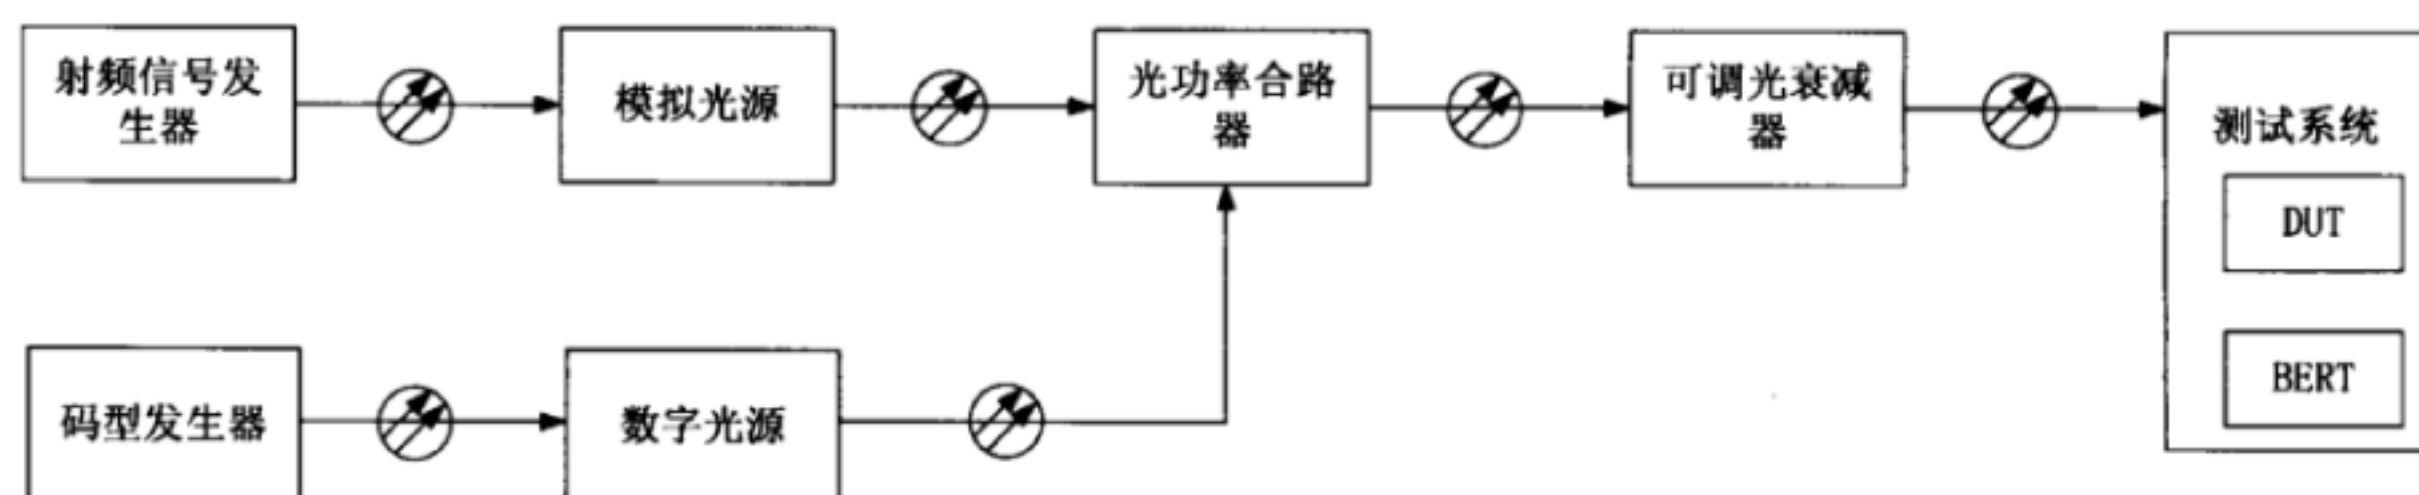 射频信号发
生器
模拟光源
光功率合路
器
可调光衰减
器
测试系统
DUT
BERT
码型发生器
数字光源